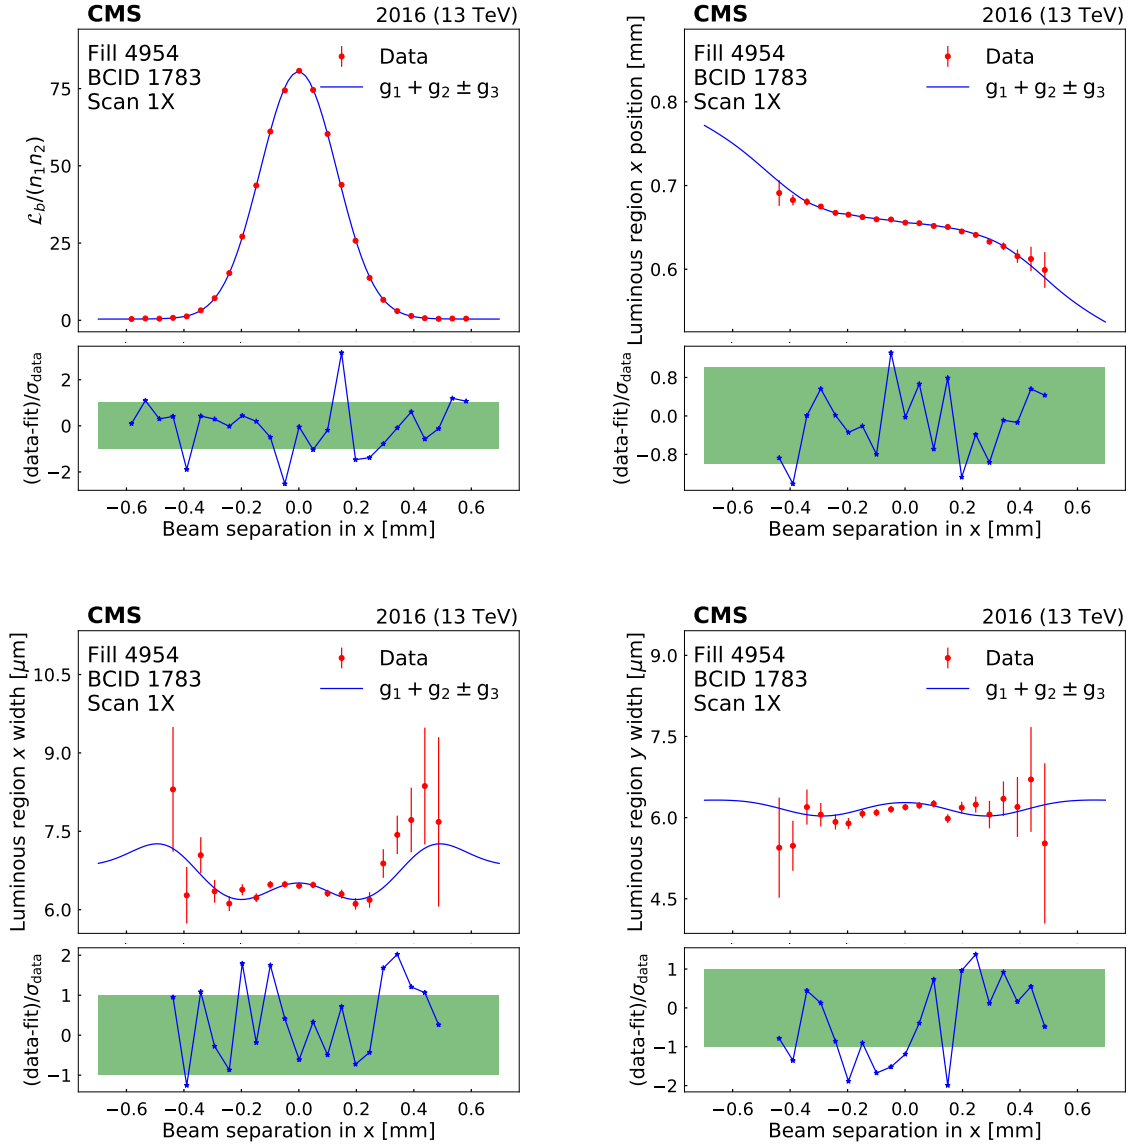 CMS 2016 (13 TeV)
Fill 4954
BCID 1783
Scan 1X
Data
g₁ + g₂ ± g₃
75
50
25
0
ℒ_b/(n₁n₂)
2
0
−2
(data-fit)/σ_data
−0.6 −0.4 −0.2 0.0 0.2 0.4 0.6
Beam separation in x [mm]
CMS 2016 (13 TeV)
Fill 4954
BCID 1783
Scan 1X
Data
g₁ + g₂ ± g₃
0.8
0.7
0.6
Luminous region x position [mm]
0.8
0.0
−0.8
(data-fit)/σ_data
−0.6 −0.4 −0.2 0.0 0.2 0.4 0.6
Beam separation in x [mm]
CMS 2016 (13 TeV)
Fill 4954
BCID 1783
Scan 1X
Data
g₁ + g₂ ± g₃
10.5
9.0
7.5
6.0
Luminous region x width [μm]
2
1
0
−1
(data-fit)/σ_data
−0.6 −0.4 −0.2 0.0 0.2 0.4 0.6
Beam separation in x [mm]
CMS 2016 (13 TeV)
Fill 4954
BCID 1783
Scan 1X
Data
g₁ + g₂ ± g₃
9.0
7.5
6.0
4.5
Luminous region y width [μm]
1
0
−1
−2
(data-fit)/σ_data
−0.6 −0.4 −0.2 0.0 0.2 0.4 0.6
Beam separation in x [mm]